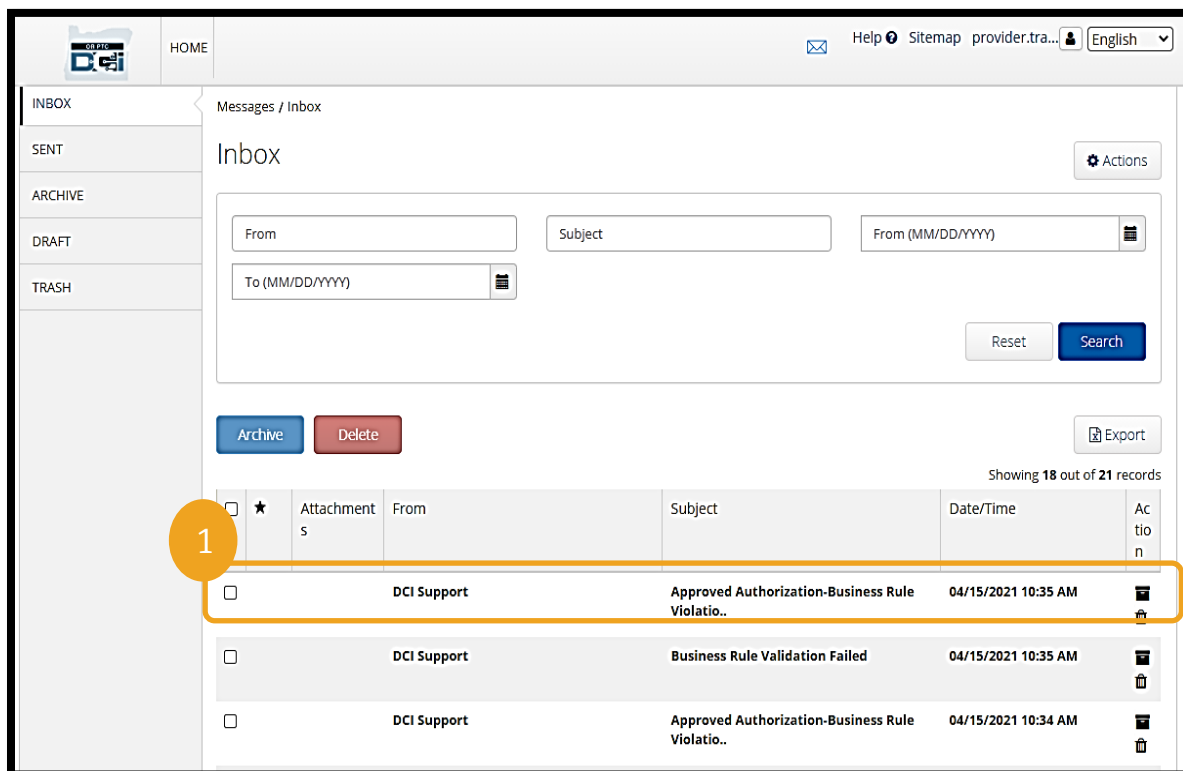 OR PTC
DCI
HOME
Help Sitemap provider.tra... English
INBOX
SENT
ARCHIVE
DRAFT
TRASH
Messages / Inbox
Inbox
Actions
From
Subject
From (MM/DD/YYYY)
To (MM/DD/YYYY)
Reset
Search
Archive
Delete
Export
Showing 18 out of 21 records
★ Attachment From Subject Date/Time Ac
s tio
n
1
DCI Support Approved Authorization-Business Rule 04/15/2021 10:35 AM
Violatio..
DCI Support Business Rule Validation Failed 04/15/2021 10:35 AM
DCI Support Approved Authorization-Business Rule 04/15/2021 10:34 AM
Violatio..